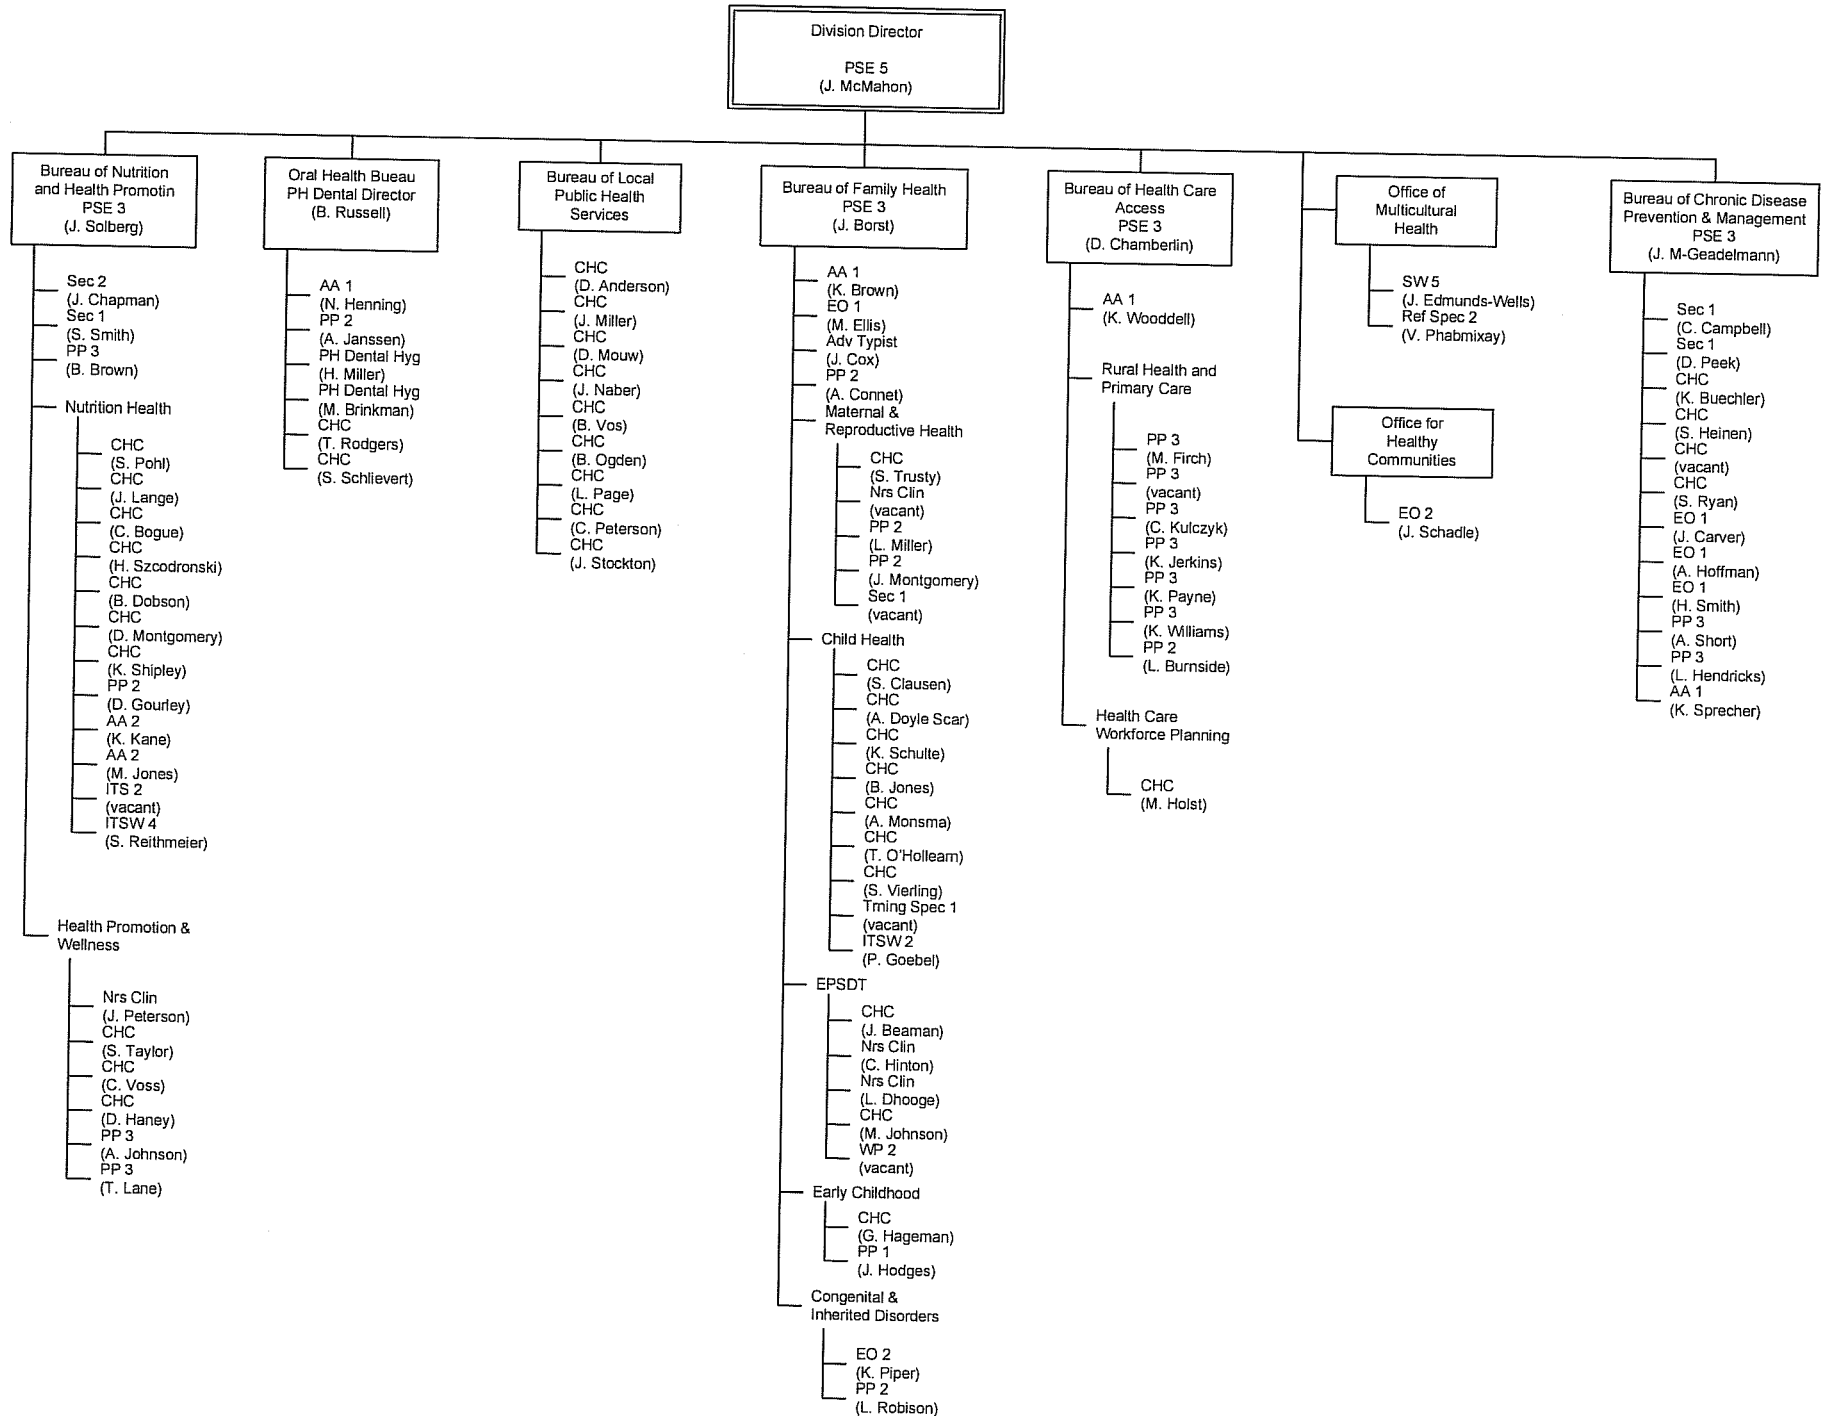 Division Director
PSE 5
(J. McMahon)
Bureau of Nutrition
and Health Promotin
PSE 3
(J. Solberg)
Sec 2
(J. Chapman)
Sec 1
(S. Smith)
PP 3
(B. Brown)
Nutrition Health
CHC
(S. Pohl)
CHC
(J. Lange)
CHC
(C. Bogue)
CHC
(H. Szcodronski)
CHC
(B. Dobson)
CHC
(D. Montgomery)
CHC
(K. Shipley)
PP 2
(D. Gourley)
AA 2
(K. Kane)
AA 2
(M. Jones)
ITS 2
(vacant)
ITSW 4
(S. Reithmeier)
Health Promotion &
Wellness
Nrs Clin
(J. Peterson)
CHC
(S. Taylor)
CHC
(C. Voss)
CHC
(D. Haney)
PP 3
(A. Johnson)
PP 3
(T. Lane)
Oral Health Bueau
PH Dental Director
(B. Russell)
AA 1
(N. Henning)
PP 2
(A. Janssen)
PH Dental Hyg
(H. Miller)
PH Dental Hyg
(M. Brinkman)
CHC
(T. Rodgers)
CHC
(S. Schlievert)
Bureau of Local
Public Health
Services
CHC
(D. Anderson)
CHC
(J. Miller)
CHC
(D. Mouw)
CHC
(J. Naber)
CHC
(B. Vos)
CHC
(B. Ogden)
CHC
(L. Page)
CHC
(C. Peterson)
CHC
(J. Stockton)
Bureau of Family Health
PSE 3
(J. Borst)
AA 1
(K. Brown)
EO 1
(M. Ellis)
Adv Typist
(J. Cox)
PP 2
(A. Connet)
Maternal &
Reproductive Health
CHC
(S. Trusty)
Nrs Clin
(vacant)
PP 2
(L. Miller)
PP 2
(J. Montgomery)
Sec 1
(vacant)
Child Health
CHC
(S. Clausen)
CHC
(A. Doyle Scar)
CHC
(K. Schulte)
CHC
(B. Jones)
CHC
(A. Monsma)
CHC
(T. O'Hollearn)
CHC
(S. Vierling)
Trning Spec 1
(vacant)
ITSW 2
(P. Goebel)
EPSDT
CHC
(J. Beaman)
Nrs Clin
(C. Hinton)
Nrs Clin
(L. Dhooge)
CHC
(M. Johnson)
WP 2
(vacant)
Early Childhood
CHC
(G. Hageman)
PP 1
(J. Hodges)
Congenital &
Inherited Disorders
EO 2
(K. Piper)
PP 2
(L. Robison)
Bureau of Health Care
Access
PSE 3
(D. Chamberlin)
AA 1
(K. Wooddell)
Rural Health and
Primary Care
PP 3
(M. Firch)
PP 3
(vacant)
PP 3
(C. Kulczyk)
PP 3
(K. Jerkins)
PP 3
(K. Payne)
PP 3
(K. Williams)
PP 2
(L. Burnside)
Health Care
Workforce Planning
CHC
(M. Holst)
Office of
Multicultural
Health
SW 5
(J. Edmunds-Wells)
Ref Spec 2
(V. Phabmixay)
Office for
Healthy
Communities
EO 2
(J. Schadle)
Bureau of Chronic Disease
Prevention & Management
PSE 3
(J. M-Geadelmann)
Sec 1
(C. Campbell)
Sec 1
(D. Peek)
CHC
(K. Buechler)
CHC
(S. Heinen)
CHC
(vacant)
CHC
(S. Ryan)
EO 1
(J. Carver)
EO 1
(A. Hoffman)
EO 1
(H. Smith)
PP 3
(A. Short)
PP 3
(L. Hendricks)
AA 1
(K. Sprecher)